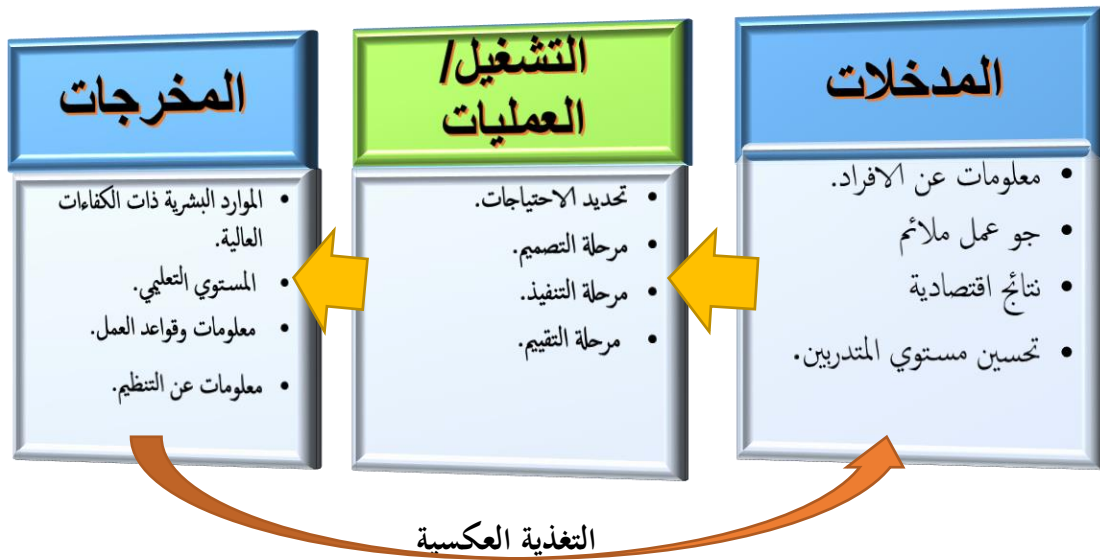 المدخلات
• معلومات عن الافراد.
• جو عمل ملائم
• نتائج اقتصادية
• تحسين مستوي المتدربين.
التشغيل/
العمليات
• تحديد الاحتياجات.
• مرحلة التصميم.
• مرحلة التنفيذ.
• مرحلة التقييم.
المخرجات
• الموارد البشرية ذات الكفاءات
العالية.
• المستوي التعليمي.
• معلومات وقواعد العمل.
• معلومات عن التنظيم.
التغذية العكسية